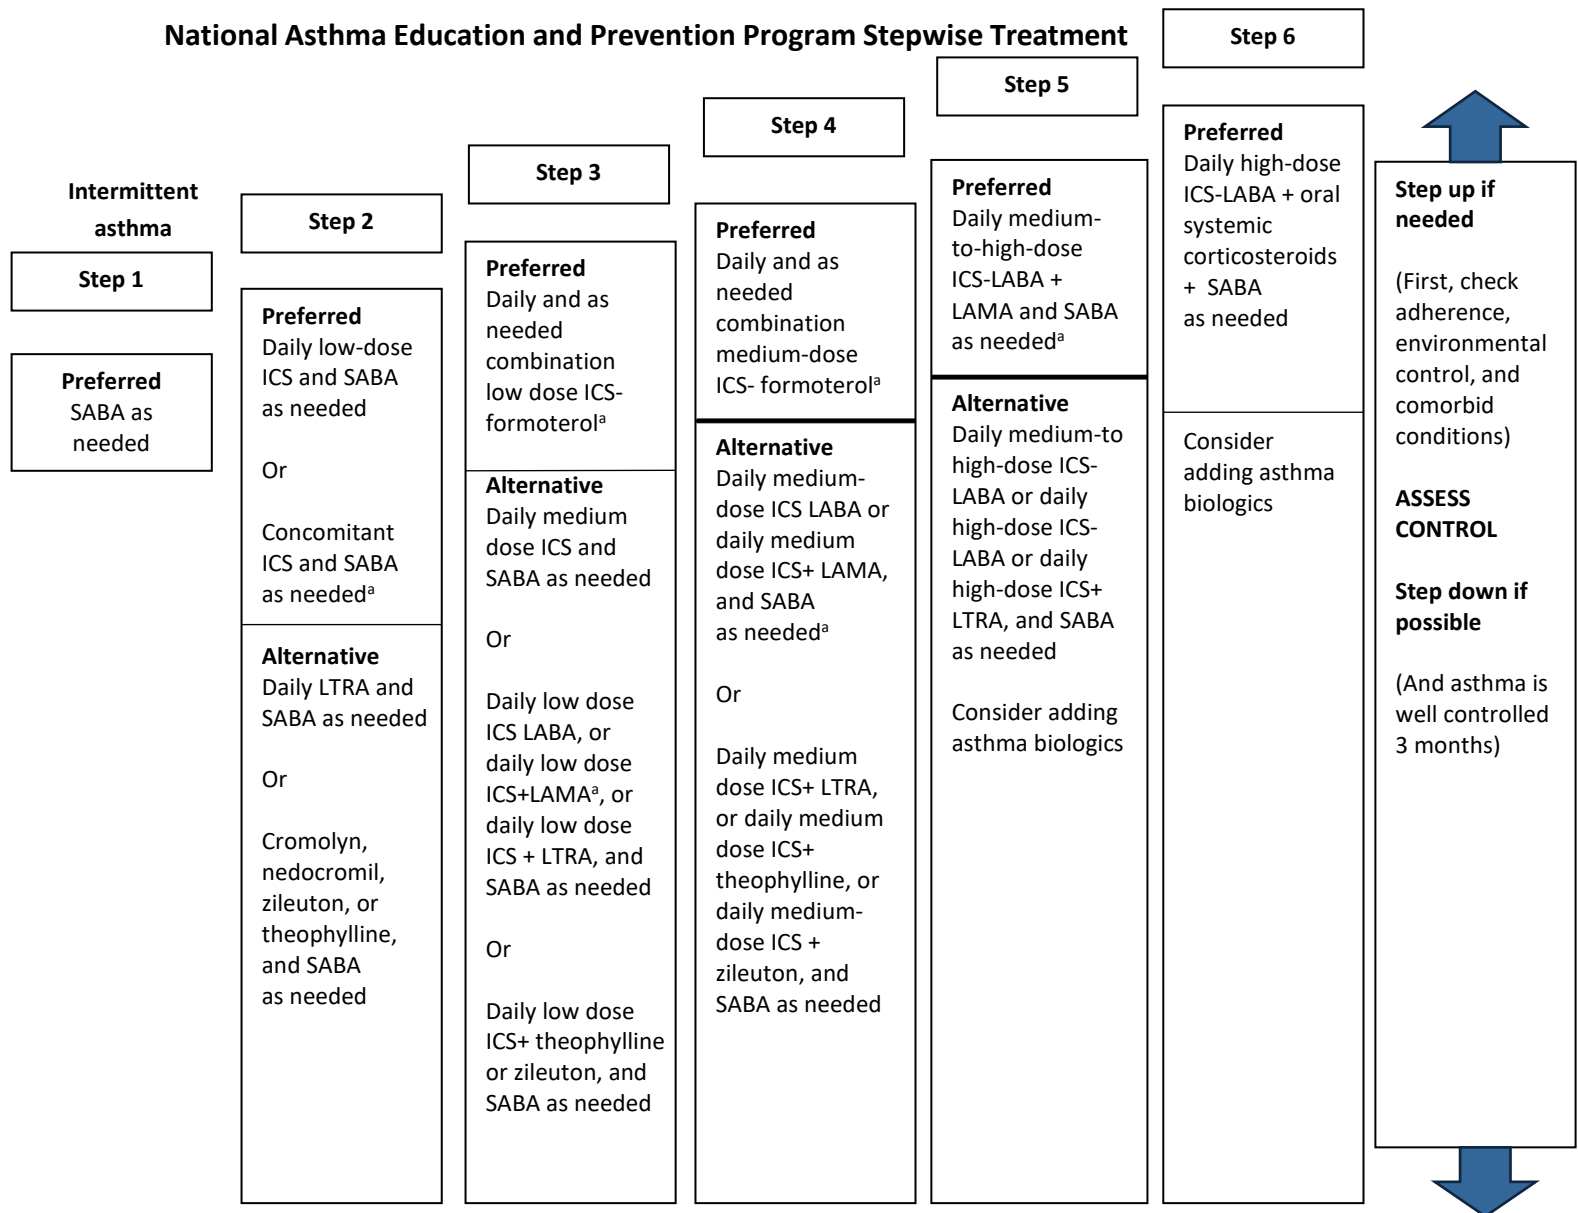 National Asthma Education and Prevention Program Stepwise Treatment
Intermittent
asthma
Step 1
Preferred
SABA as
needed
Step 2
Preferred
Daily low-dose
ICS and SABA
as needed
Or
Concomitant
ICS and SABA
as neededᵃ
Alternative
Daily LTRA and
SABA as needed
Or
Cromolyn,
nedocromil,
zileuton, or
theophylline,
and SABA
as needed
Step 3
Preferred
Daily and as
needed
combination
low dose ICS-
formoterolᵃ
Alternative
Daily medium
dose ICS and
SABA as needed
Or
Daily low dose
ICS LABA, or
daily low dose
ICS+LAMAᵃ, or
daily low dose
ICS + LTRA, and
SABA as needed
Or
Daily low dose
ICS+ theophylline
or zileuton, and
SABA as needed
Step 4
Preferred
Daily and as
needed
combination
medium-dose
ICS- formoterolᵃ
Alternative
Daily medium-
dose ICS LABA or
daily medium
dose ICS+ LAMA,
and SABA
as neededᵃ
Or
Daily medium
dose ICS+ LTRA,
or daily medium
dose ICS+
theophylline, or
daily medium-
dose ICS +
zileuton, and
SABA as needed
Step 5
Preferred
Daily medium-
to-high-dose
ICS-LABA +
LAMA and SABA
as neededᵃ
Alternative
Daily medium-to
high-dose ICS-
LABA or daily
high-dose ICS-
LABA or daily
high-dose ICS+
LTRA, and SABA
as needed
Consider adding
asthma biologics
Step 6
Preferred
Daily high-dose
ICS-LABA + oral
systemic
corticosteroids
+ SABA
as needed
Consider
adding asthma
biologics
Step up if
needed
(First, check
adherence,
environmental
control, and
comorbid
conditions)
ASSESS
CONTROL
Step down if
possible
(And asthma is
well controlled
3 months)